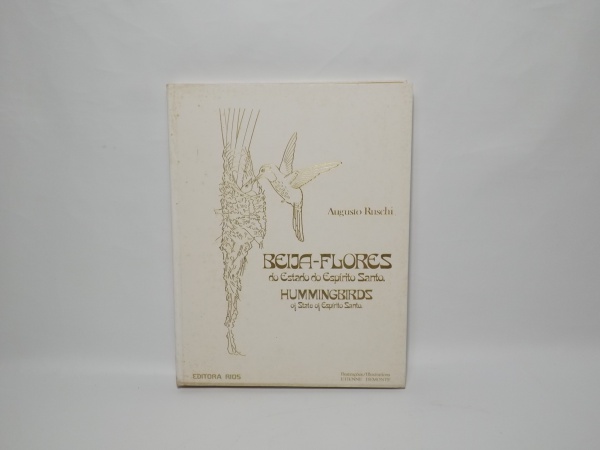 Augusto Ruschi
BEIJA-FLORES
do Estado do Espírito Santo.
HUMMINGBIRDS
of State of Espírito Santo.
EDITORA RIOS